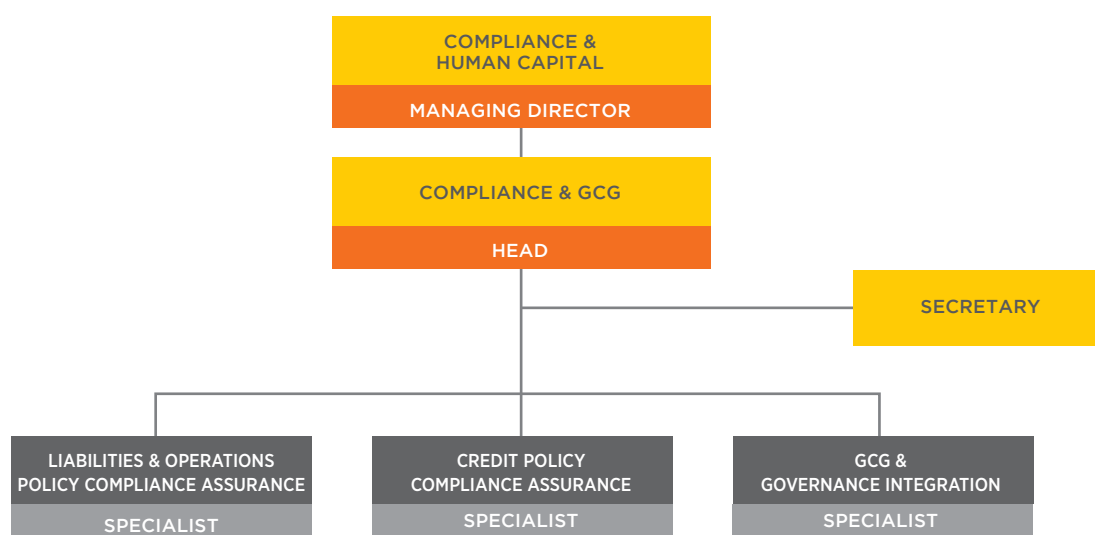 COMPLIANCE &
HUMAN CAPITAL
MANAGING DIRECTOR
COMPLIANCE & GCG
HEAD
SECRETARY
LIABILITIES & OPERATIONS
POLICY COMPLIANCE ASSURANCE
SPECIALIST
CREDIT POLICY
COMPLIANCE ASSURANCE
SPECIALIST
GCG &
GOVERNANCE INTEGRATION
SPECIALIST